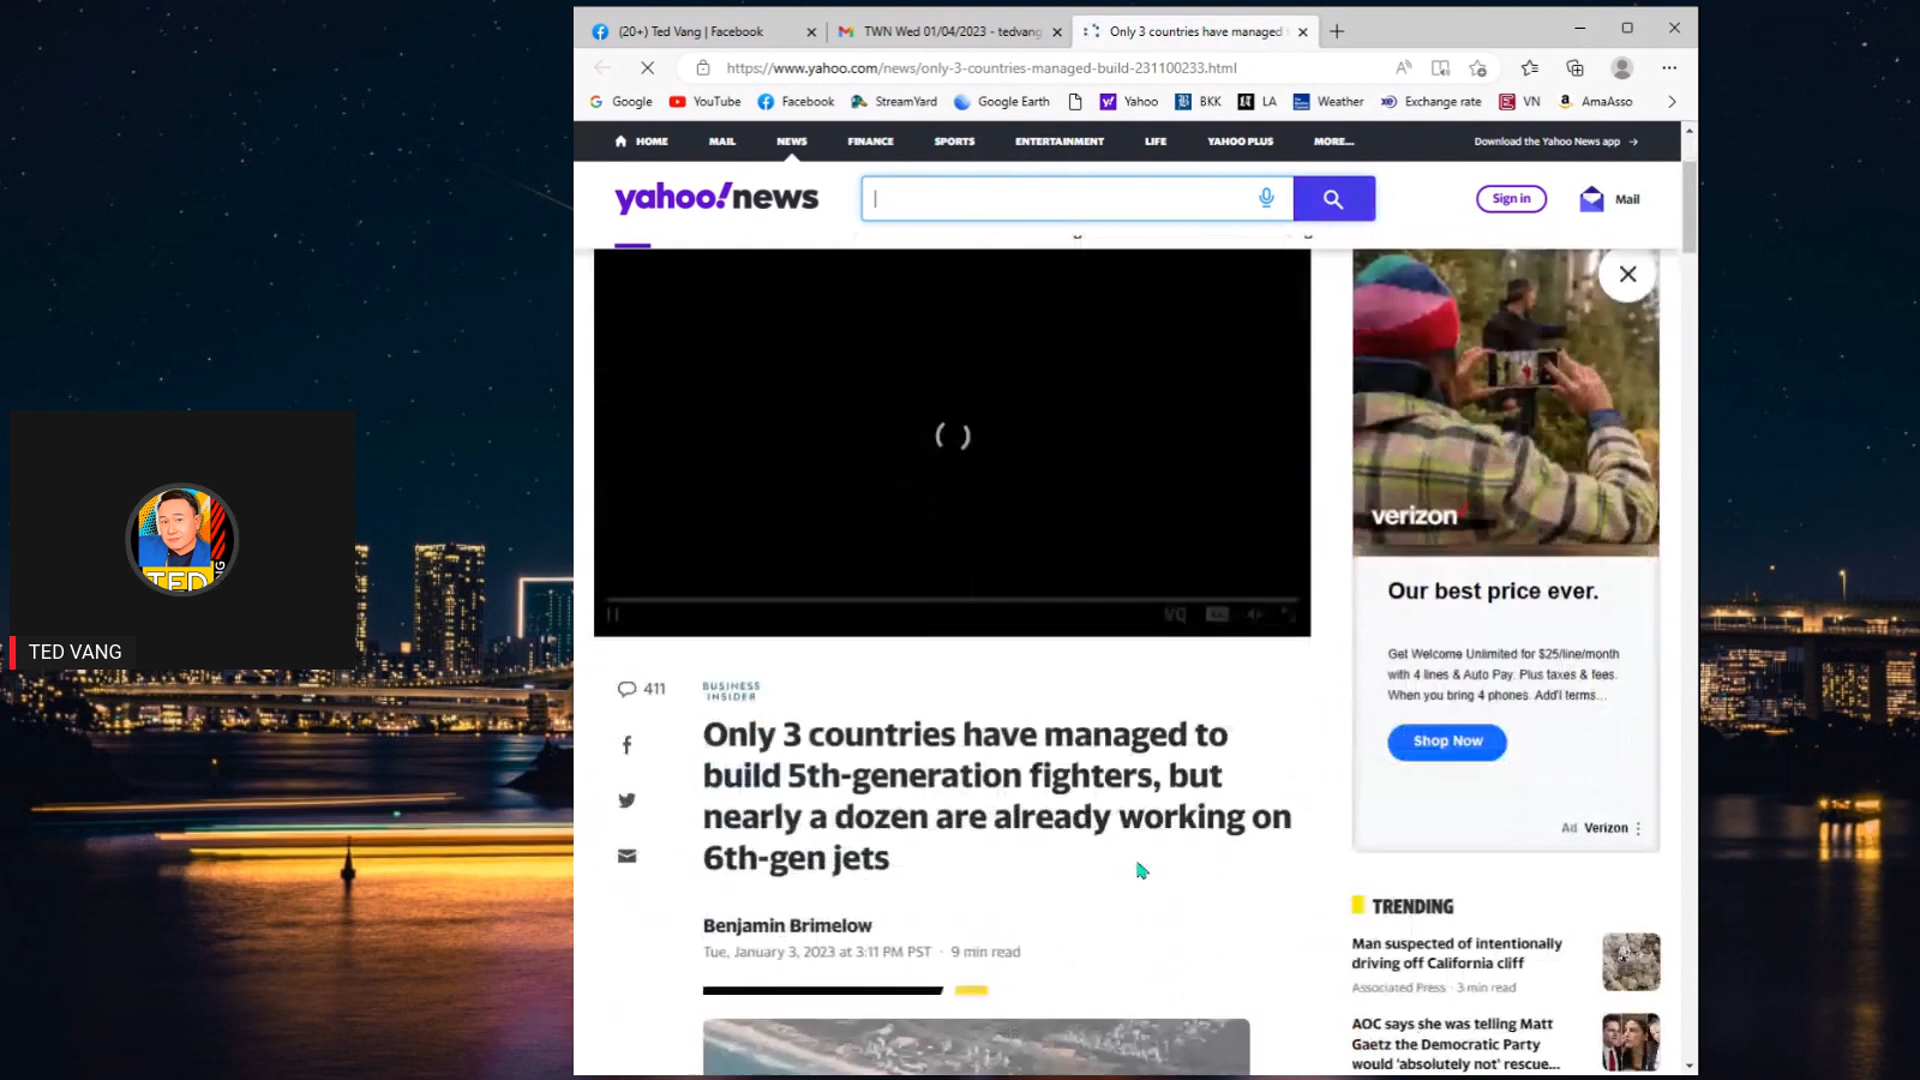 (20+) Ted Vang | Facebook
TWN Wed 01/04/2023 - tedvang
Only 3 countries have managed
https://www.yahoo.com/news/only-3-countries-managed-build-231100233.html
Google
YouTube
Facebook
StreamYard
Google Earth
Yahoo
BKK
LA
Weather
Exchange rate
VN
AmaAsso
HOME
MAIL
NEWS
FINANCE
SPORTS
ENTERTAINMENT
LIFE
YAHOO PLUS
MORE...
Download the Yahoo News app →
yahoo!news
Sign in
Mail
verizon
Our best price ever.
Get Welcome Unlimited for $25/line/month
with 4 lines & Auto Pay. Plus taxes & fees.
When you bring 4 phones. Add'l terms...
Shop Now
Ad Verizon
TED
TED VANG
411
BUSINESS
INSIDER
Only 3 countries have managed to
build 5th-generation fighters, but
nearly a dozen are already working on
6th-gen jets
Benjamin Brimelow
Tue, January 3, 2023 at 3:11 PM PST · 9 min read
TRENDING
Man suspected of intentionally
driving off California cliff
Associated Press · 3 min read
AOC says she was telling Matt
Gaetz the Democratic Party
would 'absolutely not' rescue...